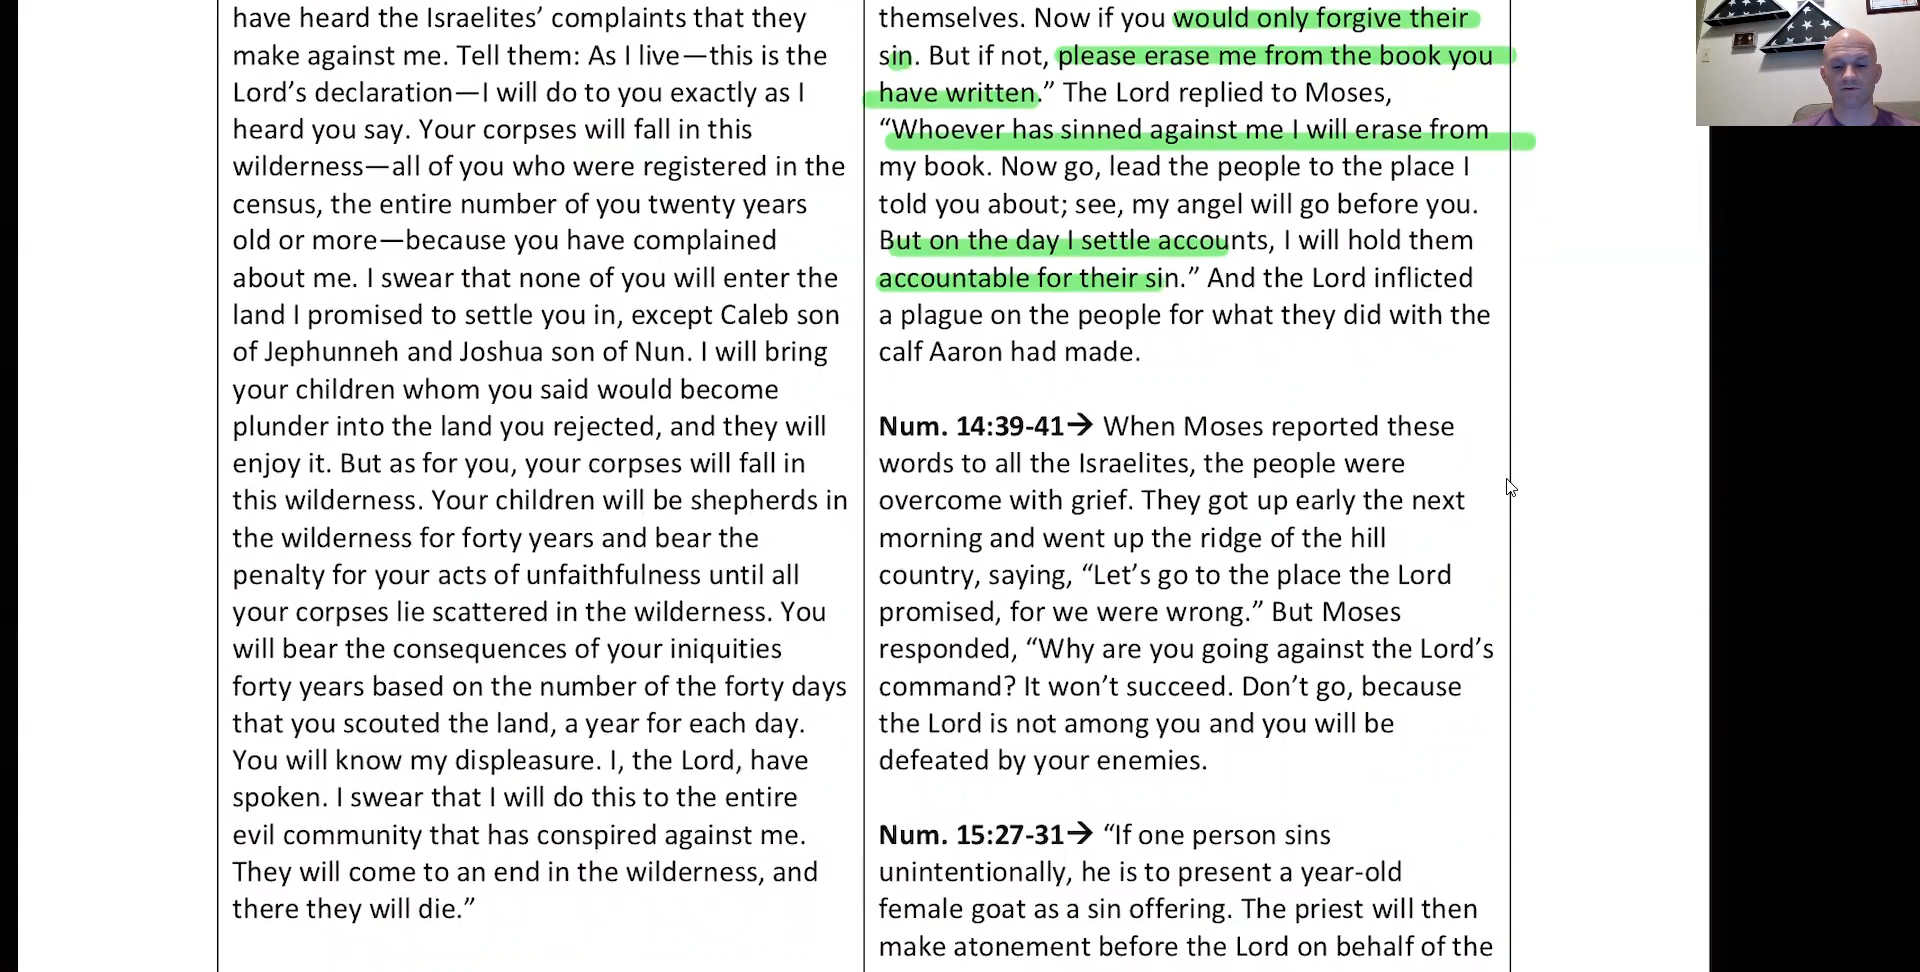 have heard the Israelites’ complaints that they
make against me. Tell them: As I live—this is the
Lord’s declaration—I will do to you exactly as I
heard you say. Your corpses will fall in this
wilderness—all of you who were registered in the
census, the entire number of you twenty years
old or more—because you have complained
about me. I swear that none of you will enter the
land I promised to settle you in, except Caleb son
of Jephunneh and Joshua son of Nun. I will bring
your children whom you said would become
plunder into the land you rejected, and they will
enjoy it. But as for you, your corpses will fall in
this wilderness. Your children will be shepherds in
the wilderness for forty years and bear the
penalty for your acts of unfaithfulness until all
your corpses lie scattered in the wilderness. You
will bear the consequences of your iniquities
forty years based on the number of the forty days
that you scouted the land, a year for each day.
You will know my displeasure. I, the Lord, have
spoken. I swear that I will do this to the entire
evil community that has conspired against me.
They will come to an end in the wilderness, and
there they will die.”
themselves. Now if you would only forgive their
sin. But if not, please erase me from the book you
have written.” The Lord replied to Moses,
“Whoever has sinned against me I will erase from
my book. Now go, lead the people to the place I
told you about; see, my angel will go before you.
But on the day I settle accounts, I will hold them
accountable for their sin.” And the Lord inflicted
a plague on the people for what they did with the
calf Aaron had made.
Num. 14:39-41→ When Moses reported these
words to all the Israelites, the people were
overcome with grief. They got up early the next
morning and went up the ridge of the hill
country, saying, “Let’s go to the place the Lord
promised, for we were wrong.” But Moses
responded, “Why are you going against the Lord’s
command? It won’t succeed. Don’t go, because
the Lord is not among you and you will be
defeated by your enemies.
Num. 15:27-31→ “If one person sins
unintentionally, he is to present a year-old
female goat as a sin offering. The priest will then
make atonement before the Lord on behalf of the